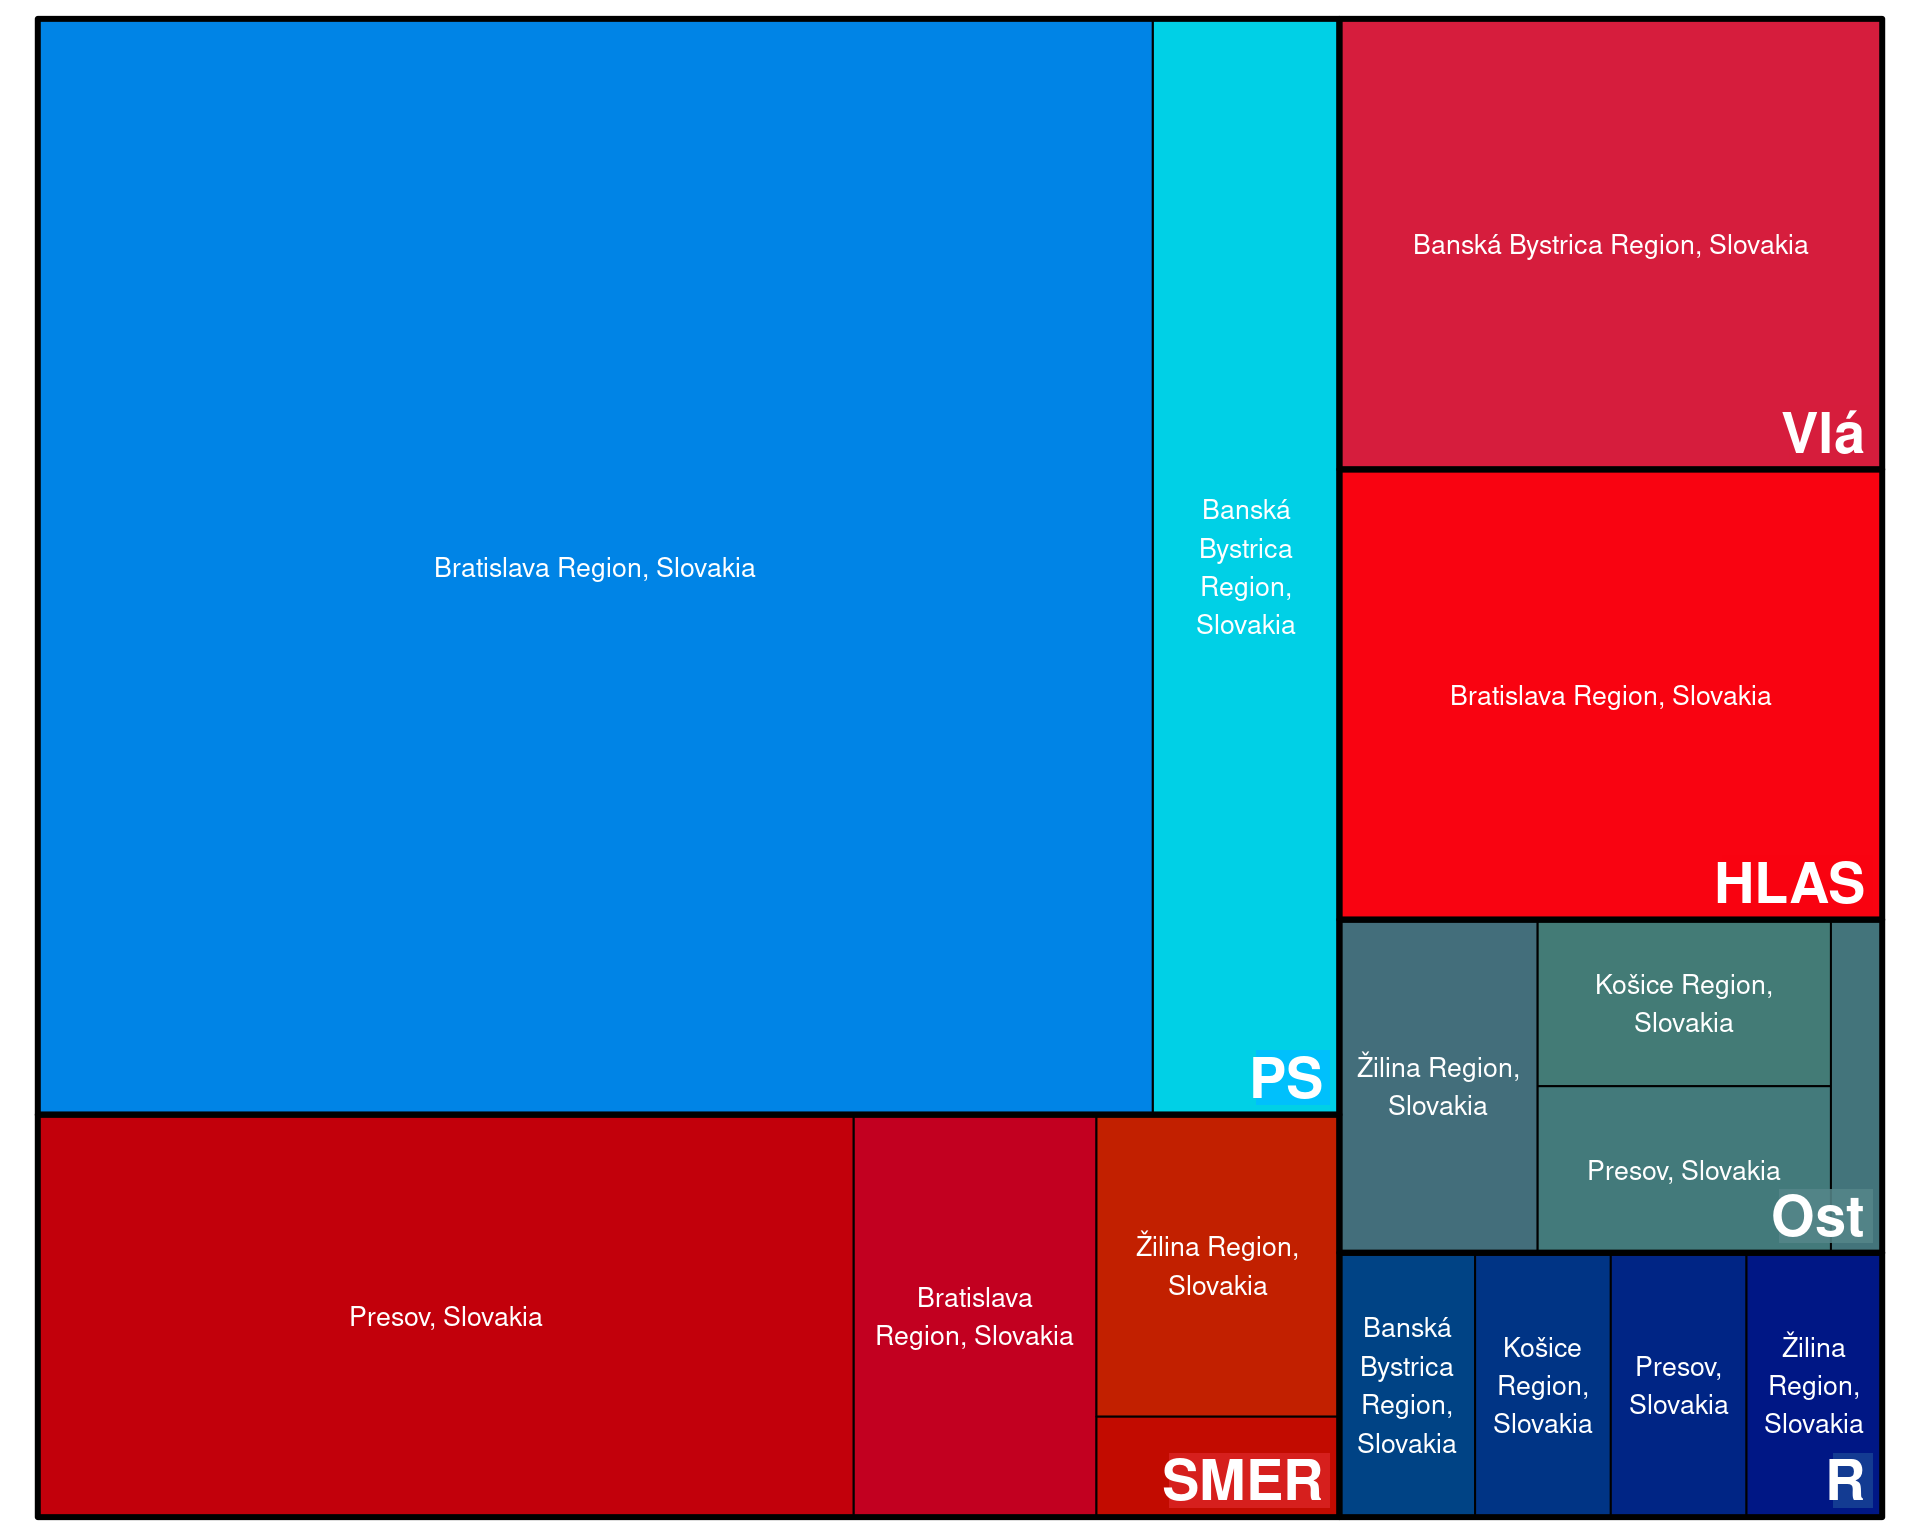 Bratislava Region, Slovakia
Banská
Bystrica
Region,
Slovakia
PS
Banská Bystrica Region, Slovakia
Vlá
Bratislava Region, Slovakia
HLAS
Presov, Slovakia
Bratislava
Region, Slovakia
Žilina Region,
Slovakia
SMER
Žilina Region,
Slovakia
Košice Region,
Slovakia
Presov, Slovakia
Ost
Banská
Bystrica
Region,
Slovakia
Košice
Region,
Slovakia
Presov,
Slovakia
Žilina
Region,
Slovakia
R